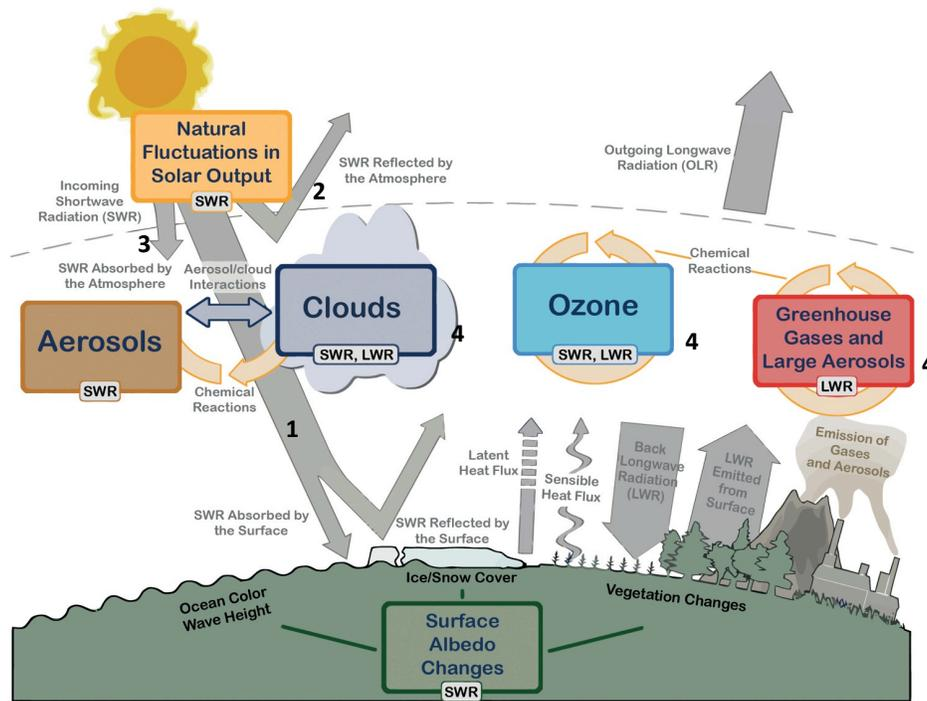 Natural
Fluctuations in
Solar Output
SWR
2
SWR Reflected by
the Atmosphere
Outgoing Longwave
Radiation (OLR)
Incoming
Shortwave
Radiation (SWR)
3
SWR Absorbed by
the Atmosphere
Aerosol/cloud
Interactions
Chemical
Reactions
Aerosols
SWR
Clouds
SWR, LWR
4
Ozone
SWR, LWR
4
Greenhouse
Gases and
Large Aerosols
LWR
4
Chemical
Reactions
1
Latent
Heat Flux
Sensible
Heat Flux
Back
Longwave
Radiation
(LWR)
LWR
Emitted
from
Surface
Emission of
Gases
and Aerosols
SWR Absorbed by
the Surface
SWR Reflected by
the Surface
Ice/Snow Cover
Ocean Color
Wave Height
Vegetation Changes
Surface
Albedo
Changes
SWR